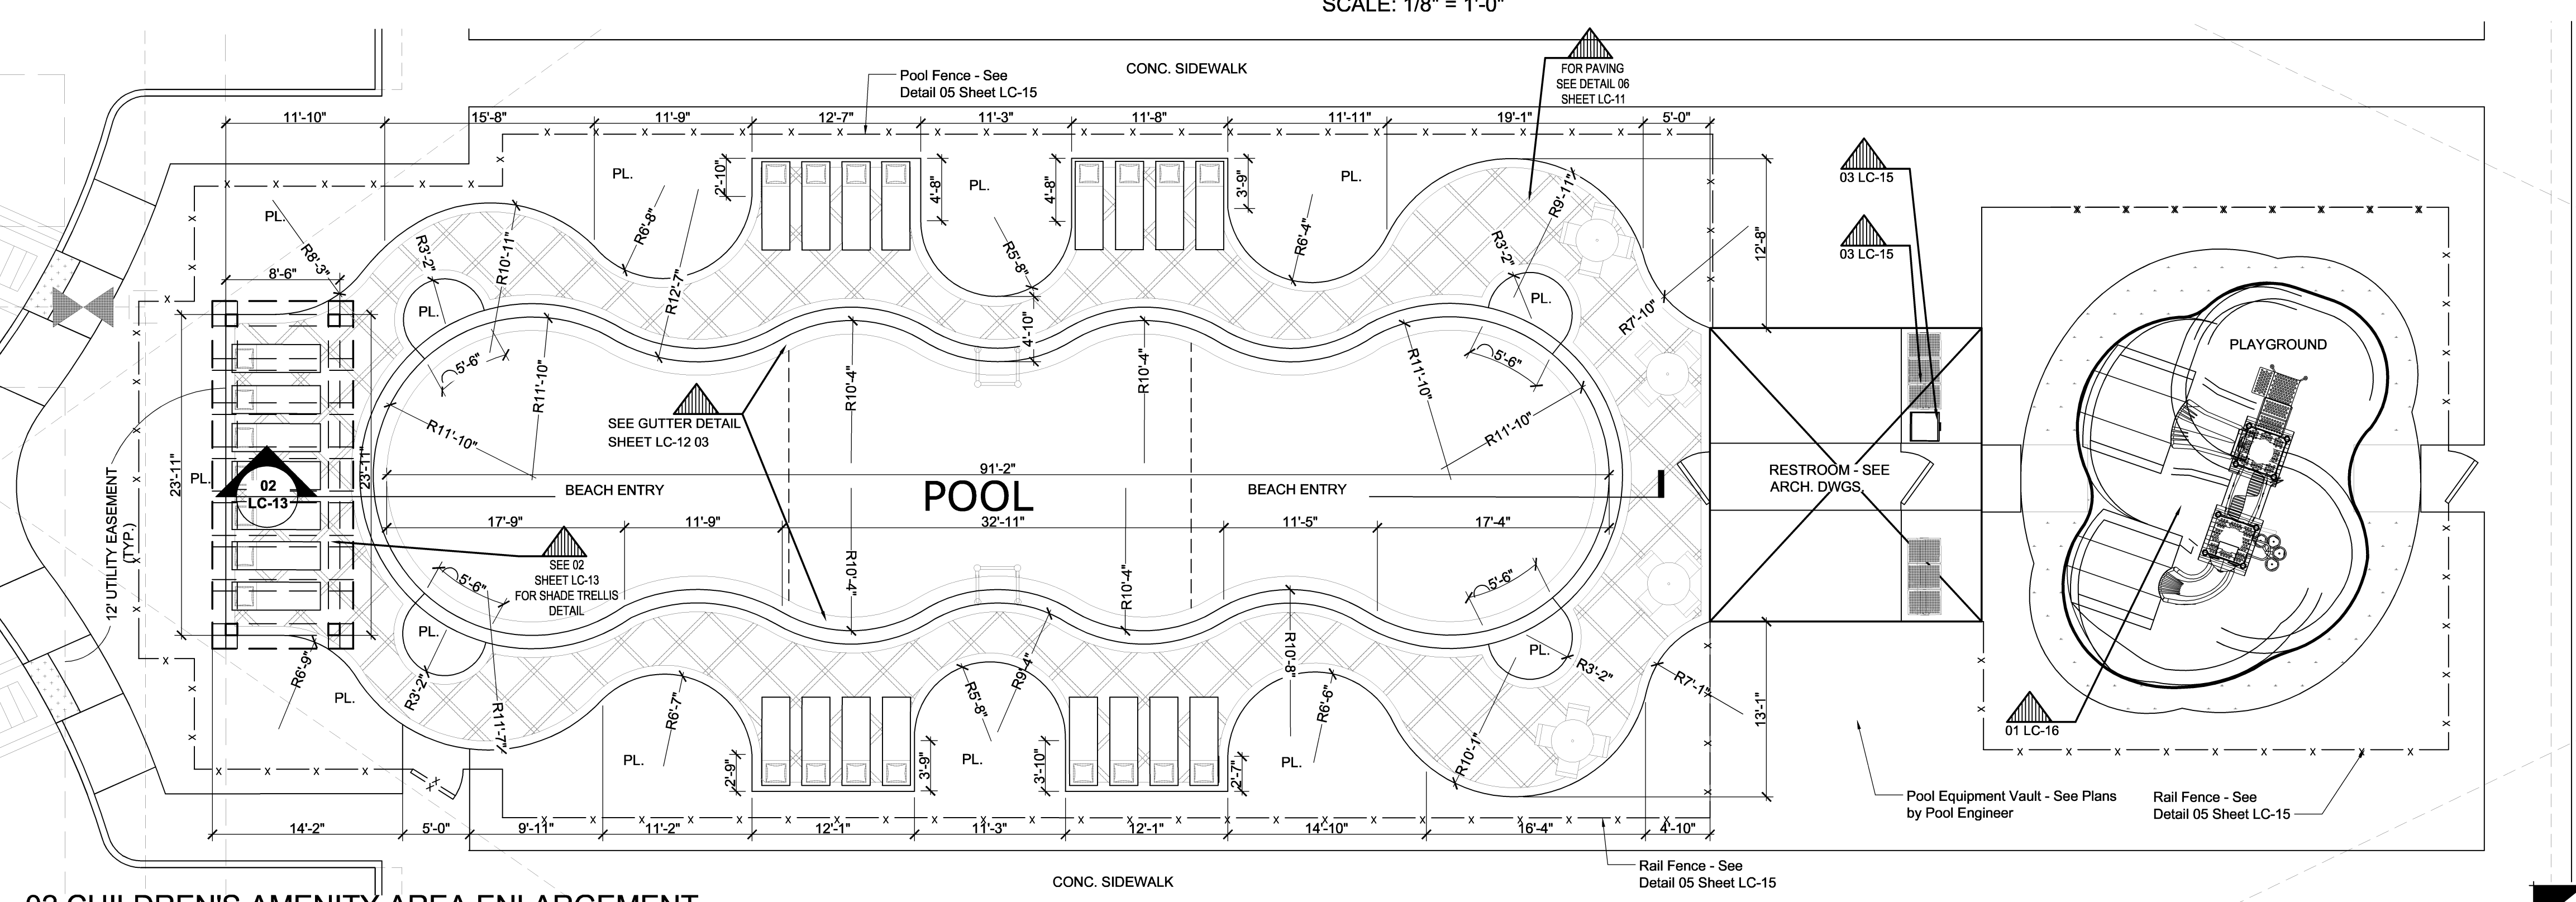 SCALE: 1/8" = 1'-0"
CONC. SIDEWALK
Pool Fence - See
Detail 05 Sheet LC-15
FOR PAVING
SEE DETAIL 06
SHEET LC-11
11'-10"
15'-8"
11'-9"
12'-7"
11'-3"
11'-8"
11'-11"
19'-1"
5'-0"
03 LC-15
03 LC-15
PL.
PL.
PL.
PL.
2'-10"
4'-8"
4'-8"
3'-9"
R8'-3"
8'-6"
R3'-2"
R10'-11"
R6'-8"
R12'-7"
R5'-8"
4'-10"
R6'-4"
R9'-11"
R3'-2"
12'-8"
R7'-10"
PL.
PL.
5'-6"
R11'-10"
R10'-4"
R10'-4"
R11'-10"
5'-6"
R11'-10"
R11'-10"
SEE GUTTER DETAIL
SHEET LC-12 03
PLAYGROUND
23'-11"
PL.
02
LC-13
23'-11"
12' UTILITY EASEMENT
(TYP.)
91'-2"
BEACH ENTRY
POOL
BEACH ENTRY
RESTROOM - SEE
ARCH. DWGS.
17'-9"
11'-9"
32'-11"
11'-5"
17'-4"
SEE 02
SHEET LC-13
FOR SHADE TRELLIS
DETAIL
5'-6"
R10'-4"
R10'-4"
5'-6"
PL.
PL.
R6'-9"
PL.
R3'-2"
R11'-7"
R6'-7"
R5'-8"
R9'-4"
R10'-8"
R6'-6"
R10'-1"
R3'-2"
R7'-1"
13'-1"
01 LC-16
PL.
PL.
PL.
2'-9"
3'-9"
3'-10"
2'-7"
Pool Equipment Vault - See Plans
by Pool Engineer
Rail Fence - See
Detail 05 Sheet LC-15
14'-2"
5'-0"
9'-11"
11'-2"
12'-1"
11'-3"
12'-1"
14'-10"
16'-4"
4'-10"
Rail Fence - See
Detail 05 Sheet LC-15
CONC. SIDEWALK
02 CHILDREN'S AMENITY AREA ENLARGEMENT